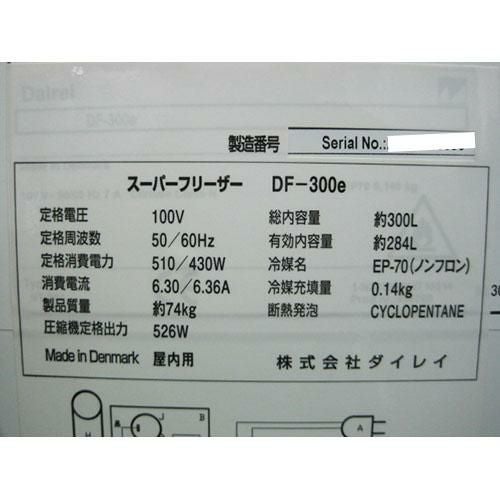 Dairei
DF-300e
製造番号 Serial No.:
スーパーフリーザー DF-300e
定格電圧 100V 総内容量 約300L
定格周波数 50/60Hz 有効内容量 約284L
定格消費電力 510/430W 冷媒名 EP-70(ノンフロン)
消費電流 6.30/6.36A 冷媒充填量 0.14kg
製品質量 約74kg 断熱発泡 CYCLOPENTANE
圧縮機定格出力 526W
Made in Denmark 屋内用 株式会社ダイレイ
J B
A
H